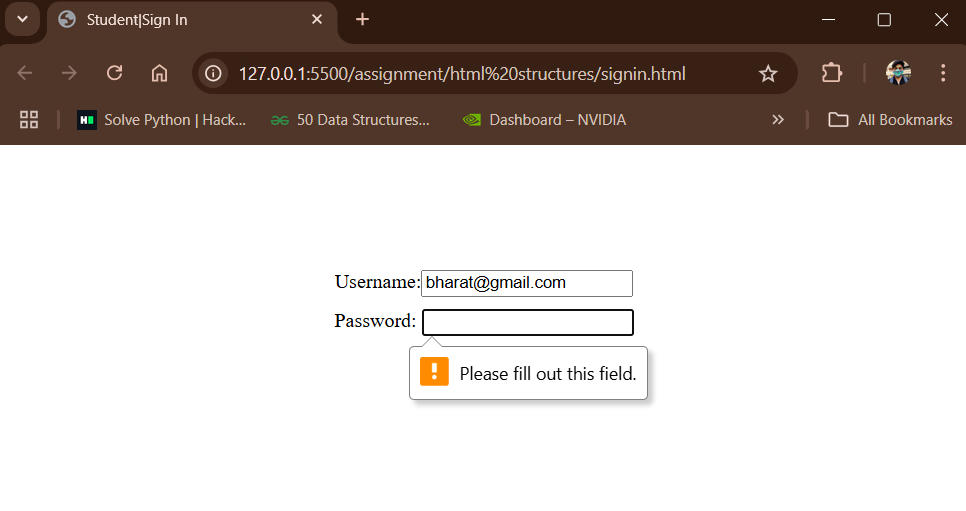 Student|Sign In
127.0.0.1:5500/assignment/html%20structures/signin.html
Solve Python | Hack... 50 Data Structures... Dashboard – NVIDIA All Bookmarks
Username: bharat@gmail.com
Password:
Please fill out this field.